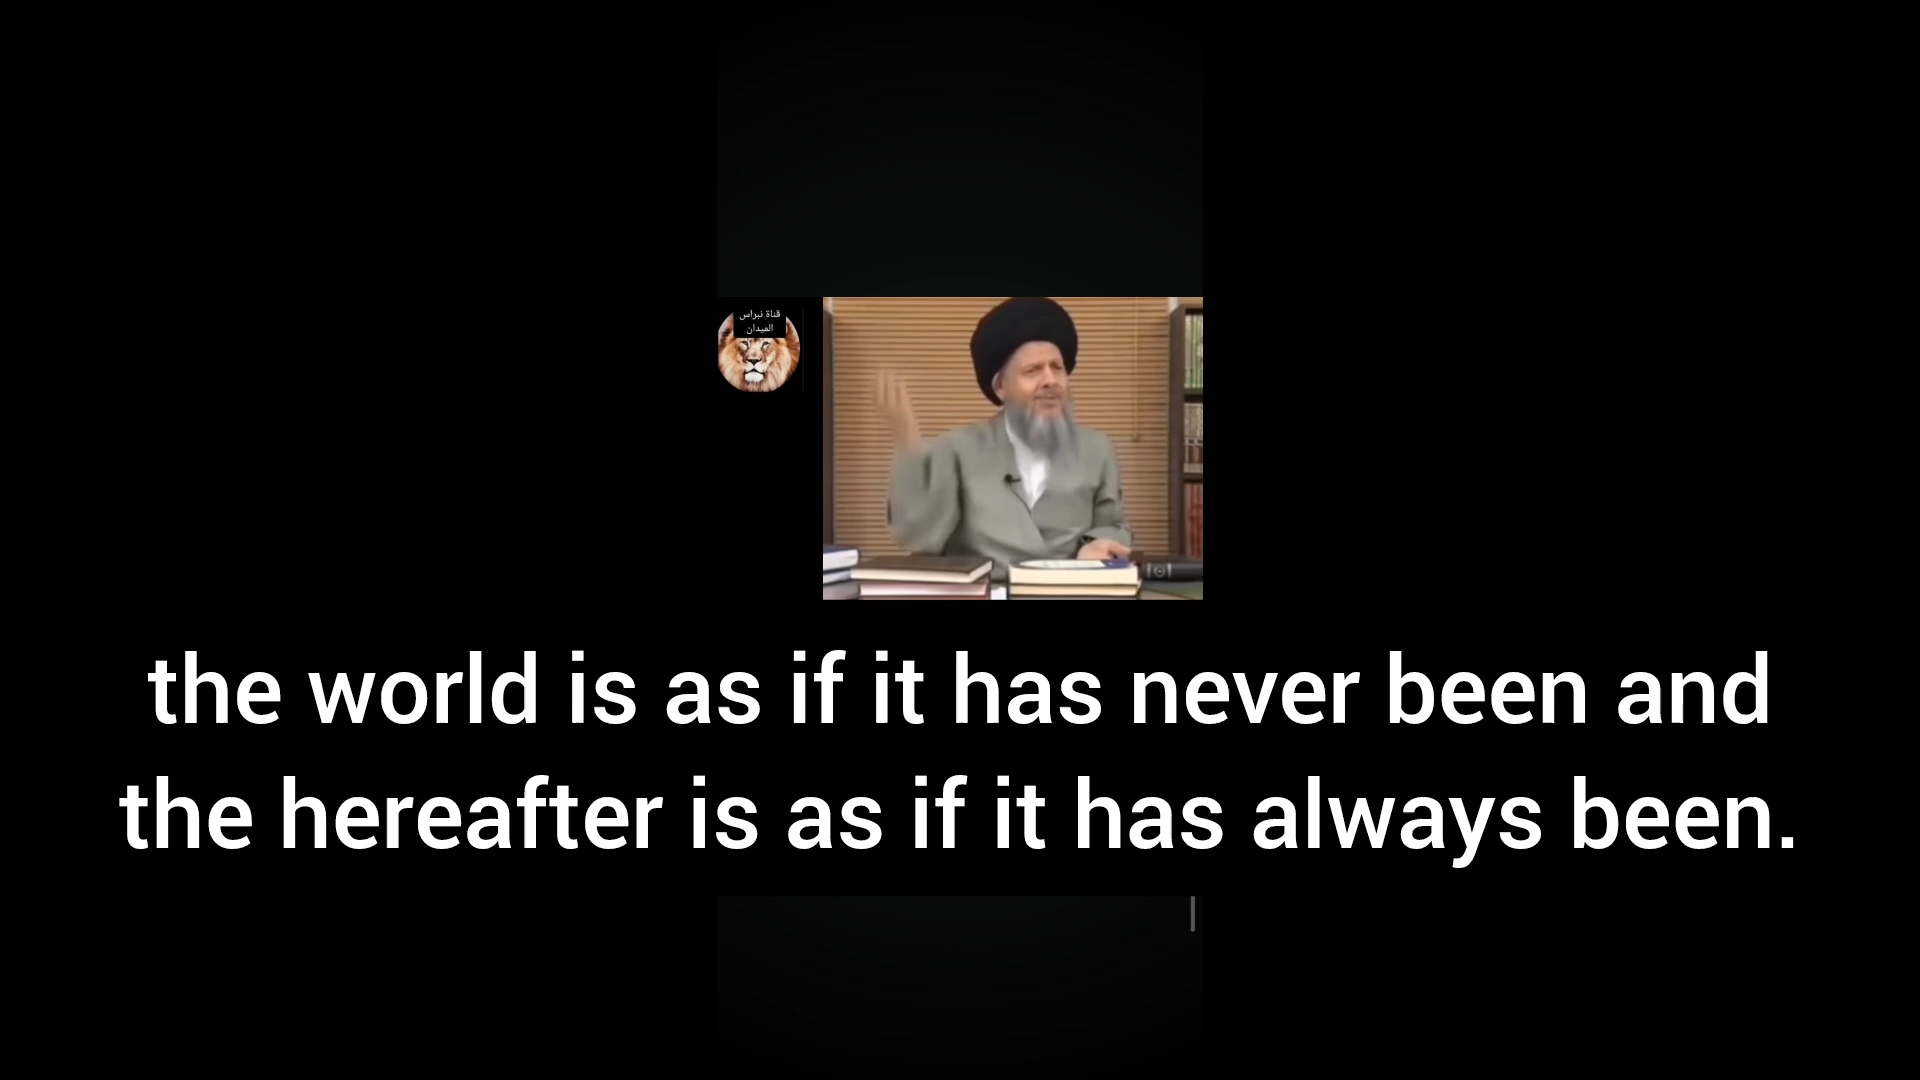 قناة نبراس
الميدان
the world is as if it has never been and
the hereafter is as if it has always been.